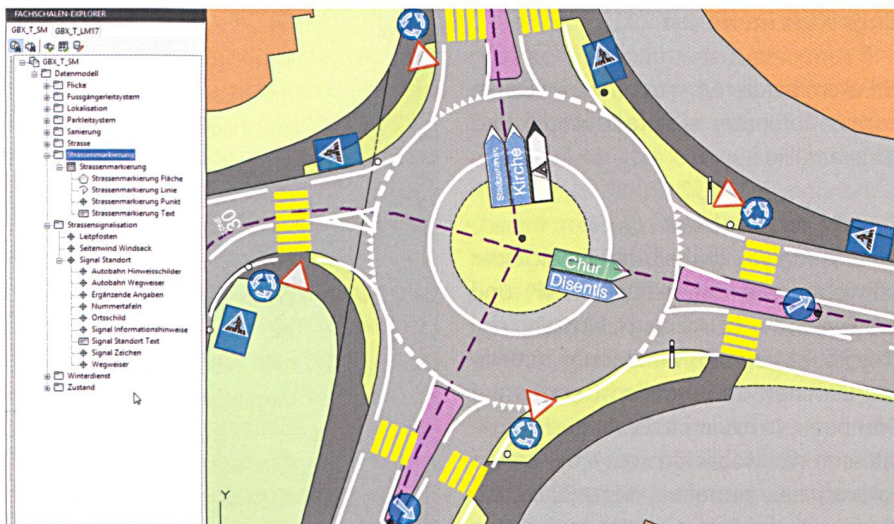 FACHSCHALEN-EXPLORER
GBX_T_SM GBX_T_LM17
GBX_T_SM
Datenmodell
Flicke
Fussgängerleitsystem
Lokalisation
Parkleitsystem
Sanierung
Strasse
Strassenmarkierung
Strassenmarkierung
Strassenmarkierung Fläche
Strassenmarkierung Linie
Strassenmarkierung Punkt
Strassenmarkierung Text
Strassensignalisation
Leitpfosten
Seitenwind Windsack
Signal Standort
Autobahn Hinweisschilder
Autobahn Wegweiser
Ergänzende Angaben
Nummertafeln
Ortsschild
Signal Informationshinweise
Signal Standort Text
Signal Zeichen
Wegweiser
Winterdienst
Zustand
Stadtzentrum
Kirche
Chur
Disentis
ZONE
30
Y